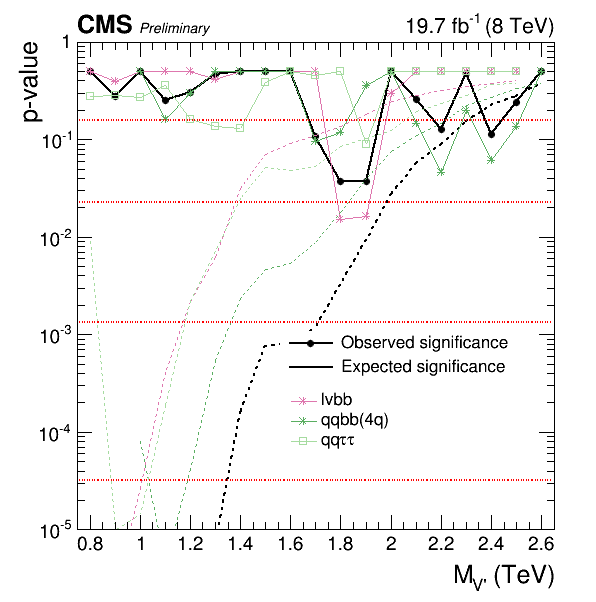 CMS Preliminary 19.7 fb⁻¹ (8 TeV)
p-value
1
10⁻¹
10⁻²
10⁻³
10⁻⁴
10⁻⁵
Observed significance
Expected significance
lvbb
qqbb(4q)
qqττ
0.8 1 1.2 1.4 1.6 1.8 2 2.2 2.4 2.6
M_V' (TeV)